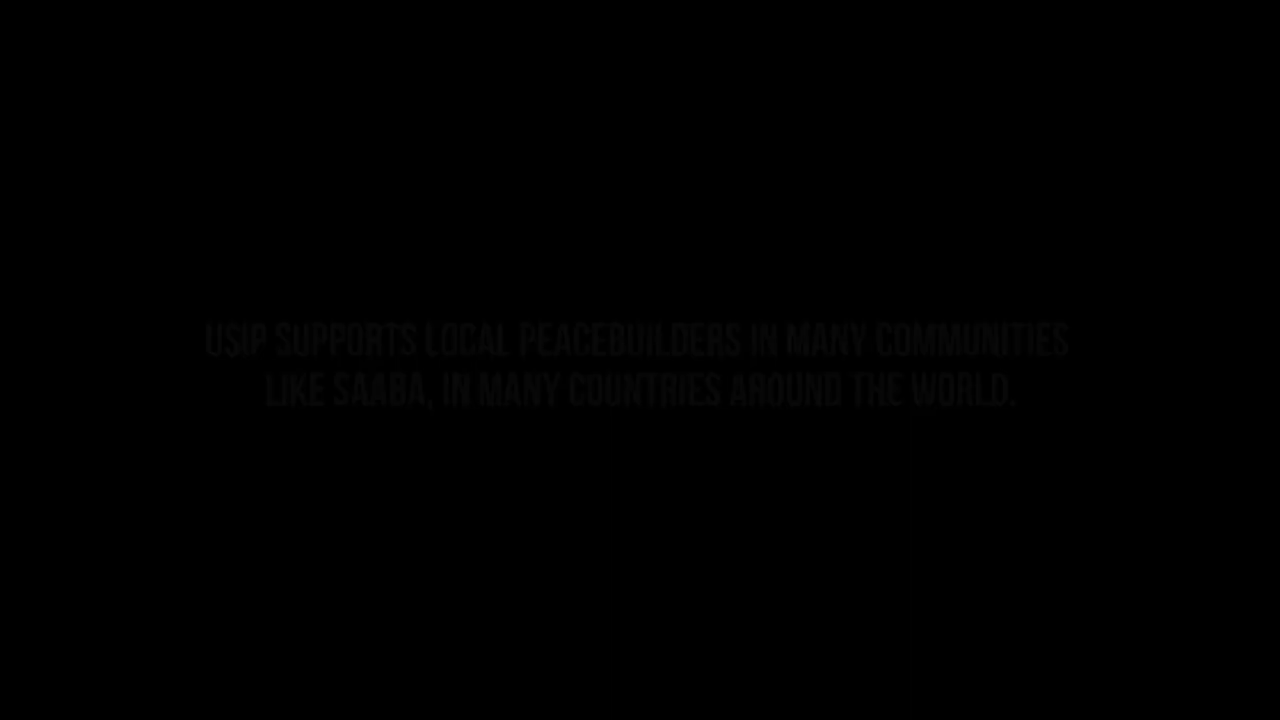 USIP SUPPORTS LOCAL PEACEBUILDERS IN MANY COMMUNITIES
LIKE SAABA, IN MANY COUNTRIES AROUND THE WORLD.